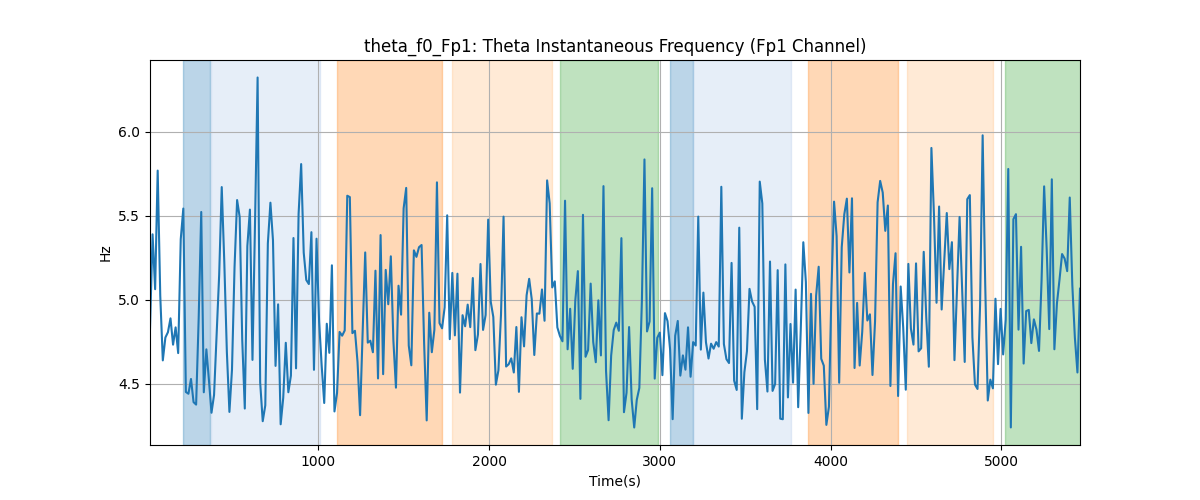 theta_f0_Fp1: Theta Instantaneous Frequency (Fp1 Channel)
Hz
6.0
5.5
5.0
4.5
1000 2000 3000 4000 5000
Time(s)